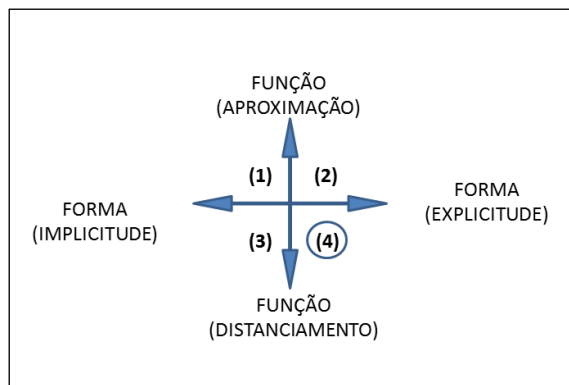 FUNÇÃO
(APROXIMAÇÃO)
(1) (2)
FORMA
(IMPLICITUDE)
FORMA
(EXPLICITUDE)
(3) (4)
FUNÇÃO
(DISTANCIAMENTO)